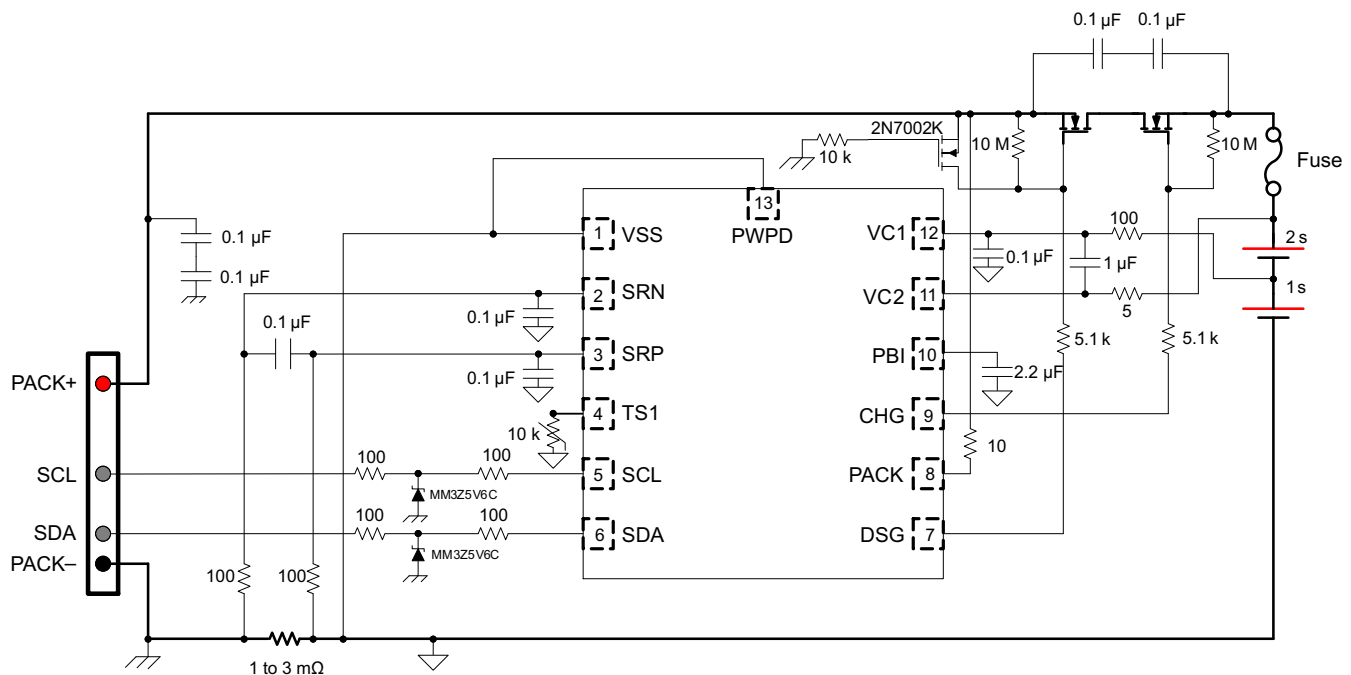 0.1 µF
0.1 µF
2N7002K
10 k
10 M
10 M
Fuse
13
PWPD
0.1 µF
0.1 µF
1
VSS
VC1
12
100
0.1 µF
1 µF
2 s
1s
2
SRN
VC2
11
5
0.1 µF
0.1 µF
3
SRP
PBI
10
5.1 k
5.1 k
0.1 µF
2.2 µF
PACK+
4
TS1
CHG
9
10 k
10
SCL
100
100
5
SCL
PACK
8
MM3Z5V6C
SDA
100
100
6
SDA
DSG
7
MM3Z5V6C
PACK–
100
100
1 to 3 mΩ